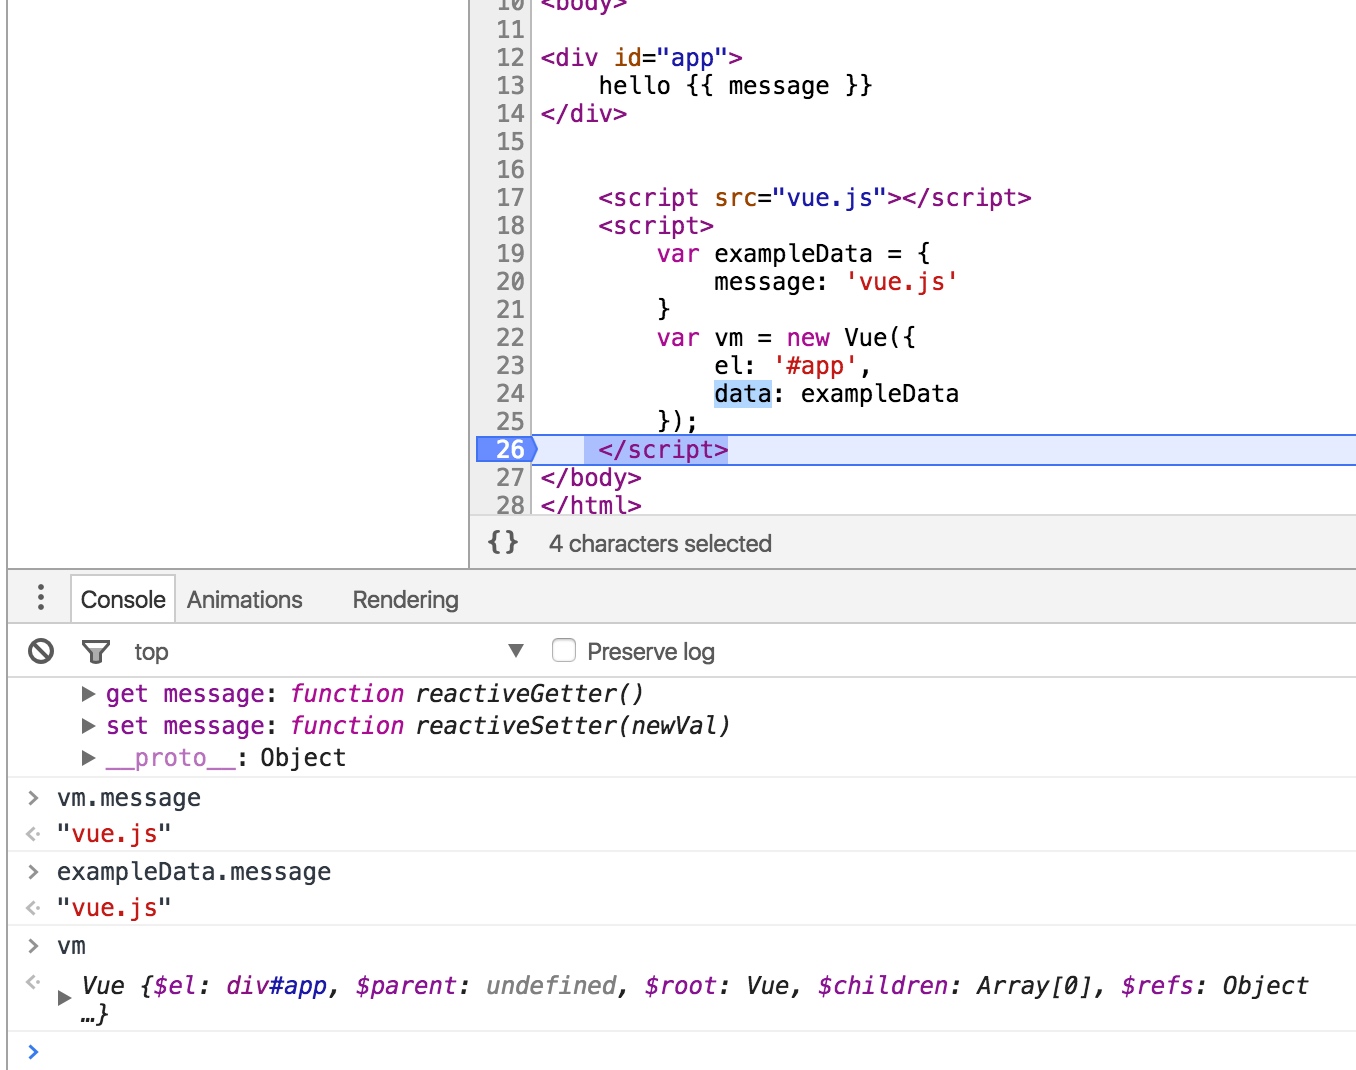 10 <body>
11
12 <div id="app">
13 hello {{ message }}
14 </div>
15
16
17 <script src="vue.js"></script>
18 <script>
19 var exampleData = {
20 message: 'vue.js'
21 }
22 var vm = new Vue({
23 el: '#app',
24 data: exampleData
25 });
26 </script>
27 </body>
28 </html>
{} 4 characters selected
Console Animations Rendering
top ▼ Preserve log
▶ get message: function reactiveGetter()
▶ set message: function reactiveSetter(newVal)
▶ __proto__: Object
> vm.message
"vue.js"
> exampleData.message
"vue.js"
> vm
▶ Vue {$el: div#app, $parent: undefined, $root: Vue, $children: Array[0], $refs: Object
…}
>